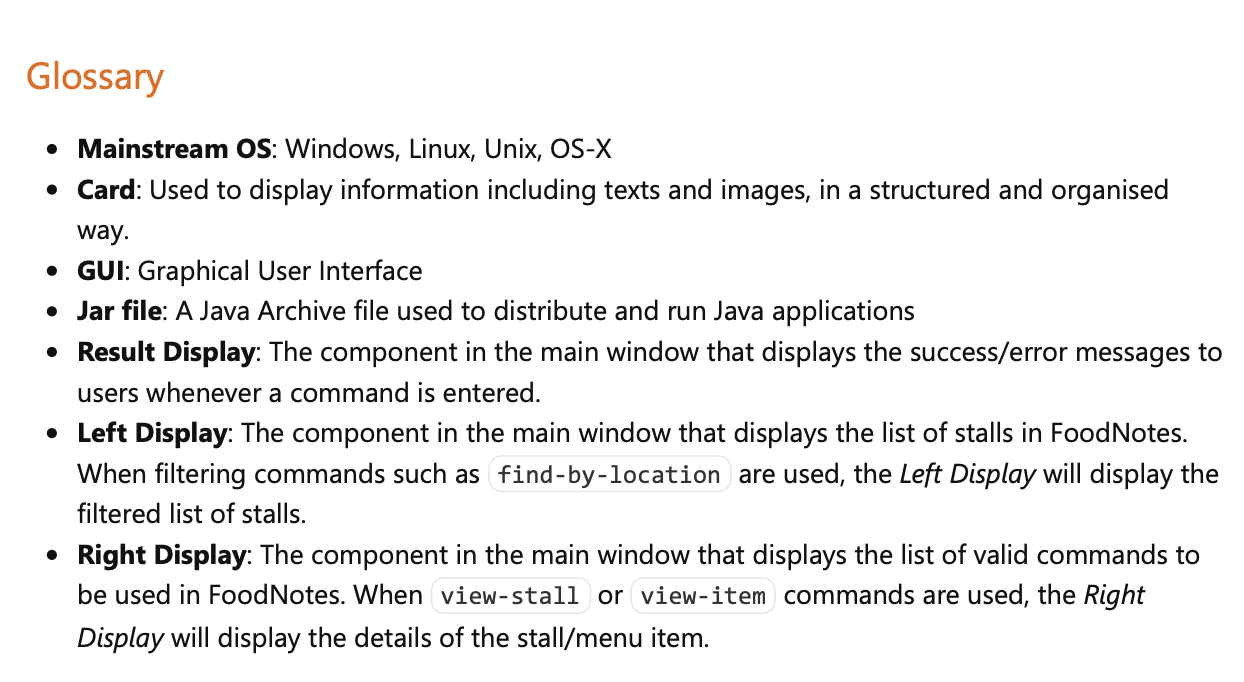 Glossary
Mainstream OS: Windows, Linux, Unix, OS-X
Card: Used to display information including texts and images, in a structured and organised
way.
GUI: Graphical User Interface
Jar file: A Java Archive file used to distribute and run Java applications
Result Display: The component in the main window that displays the success/error messages to
users whenever a command is entered.
Left Display: The component in the main window that displays the list of stalls in FoodNotes.
When filtering commands such as find-by-location are used, the Left Display will display the
filtered list of stalls.
Right Display: The component in the main window that displays the list of valid commands to
be used in FoodNotes. When view-stall or view-item commands are used, the Right
Display will display the details of the stall/menu item.